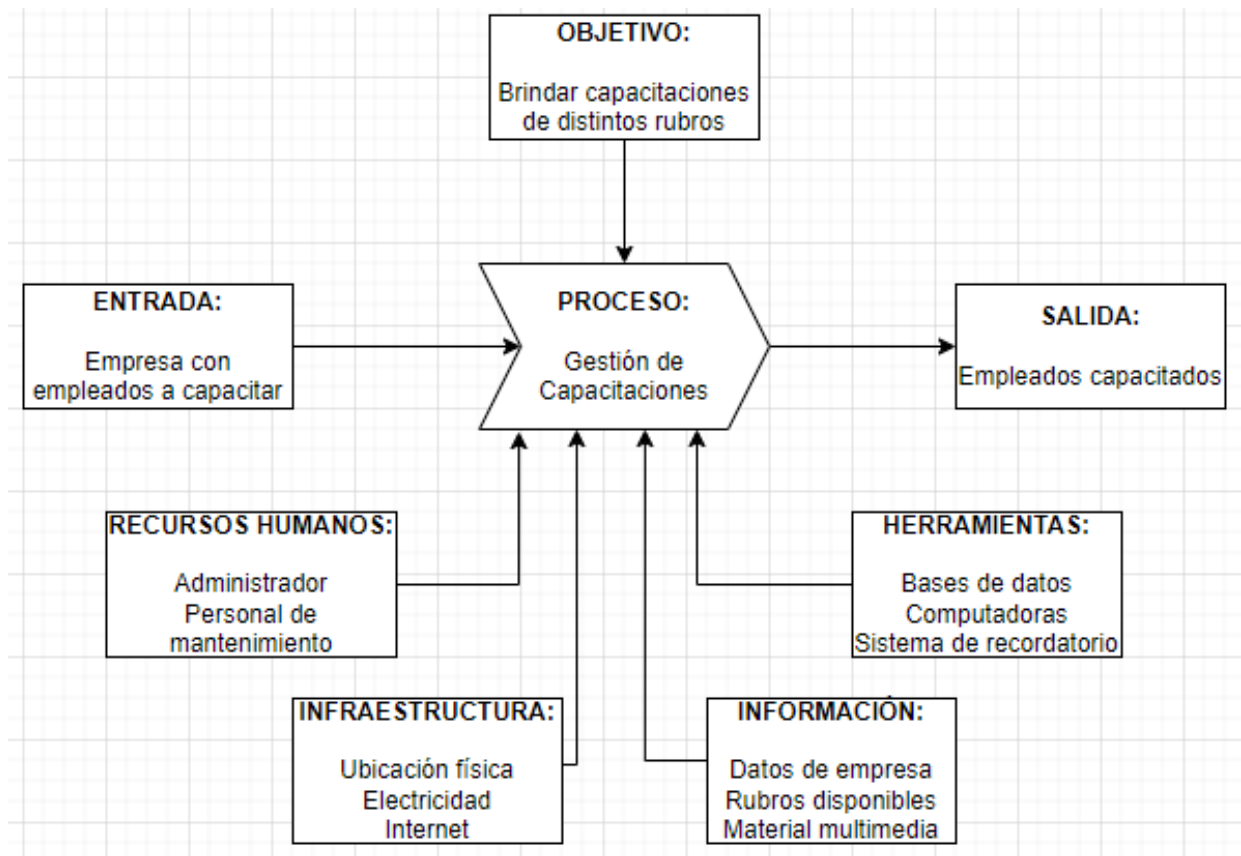 OBJETIVO:
Brindar capacitaciones
de distintos rubros
ENTRADA:
Empresa con
empleados a capacitar
PROCESO:
Gestión de
Capacitaciones
SALIDA:
Empleados capacitados
RECURSOS HUMANOS:
Administrador
Personal de
mantenimiento
HERRAMIENTAS:
Bases de datos
Computadoras
Sistema de recordatorio
INFRAESTRUCTURA:
Ubicación física
Electricidad
Internet
INFORMACIÓN:
Datos de empresa
Rubros disponibles
Material multimedia